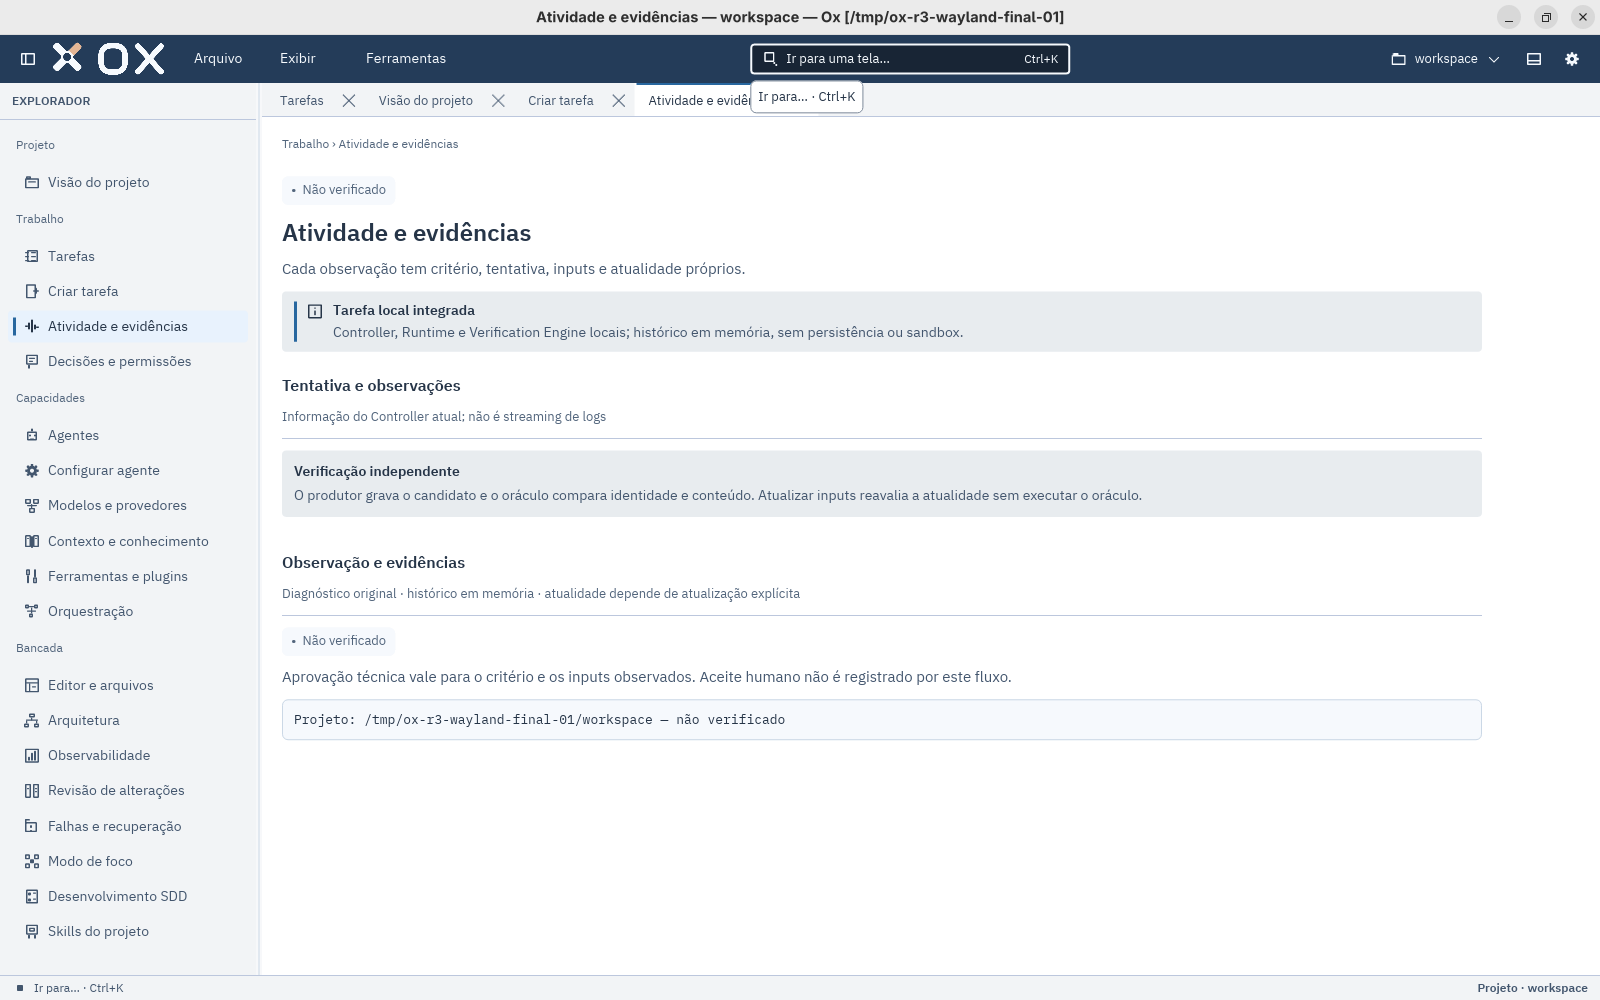 Atividade e evidências — workspace — Ox [/tmp/ox-r3-wayland-final-01]
OX
Arquivo
Exibir
Ferramentas
Ir para uma tela...
Ctrl+K
workspace
EXPLORADOR
Projeto
Visão do projeto
Trabalho
Tarefas
Criar tarefa
Atividade e evidências
Decisões e permissões
Capacidades
Agentes
Configurar agente
Modelos e provedores
Contexto e conhecimento
Ferramentas e plugins
Orquestração
Bancada
Editor e arquivos
Arquitetura
Observabilidade
Revisão de alterações
Falhas e recuperação
Modo de foco
Desenvolvimento SDD
Skills do projeto
Tarefas
Visão do projeto
Criar tarefa
Atividade e
Ir para... · Ctrl+K
Trabalho › Atividade e evidências
• Não verificado
Atividade e evidências
Cada observação tem critério, tentativa, inputs e atualidade próprios.
Tarefa local integrada
Controller, Runtime e Verification Engine locais; histórico em memória, sem persistência ou sandbox.
Tentativa e observações
Informação do Controller atual; não é streaming de logs
Verificação independente
O produtor grava o candidato e o oráculo compara identidade e conteúdo. Atualizar inputs reavalia a atualidade sem executar o oráculo.
Observação e evidências
Diagnóstico original · histórico em memória · atualidade depende de atualização explícita
• Não verificado
Aprovação técnica vale para o critério e os inputs observados. Aceite humano não é registrado por este fluxo.
Projeto: /tmp/ox-r3-wayland-final-01/workspace — não verificado
Ir para... · Ctrl+K
Projeto · workspace